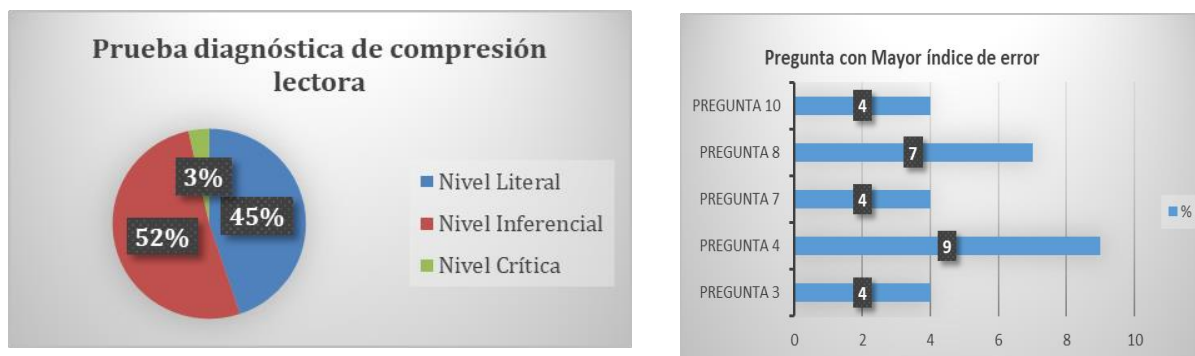 Prueba diagnóstica de compresión
lectora
3%
45%
52%
Nivel Literal
Nivel Inferencial
Nivel Crítica
Pregunta con Mayor índice de error
PREGUNTA 10
4
PREGUNTA 8
7
PREGUNTA 7
4
PREGUNTA 4
9
PREGUNTA 3
4
0 2 4 6 8 10
%